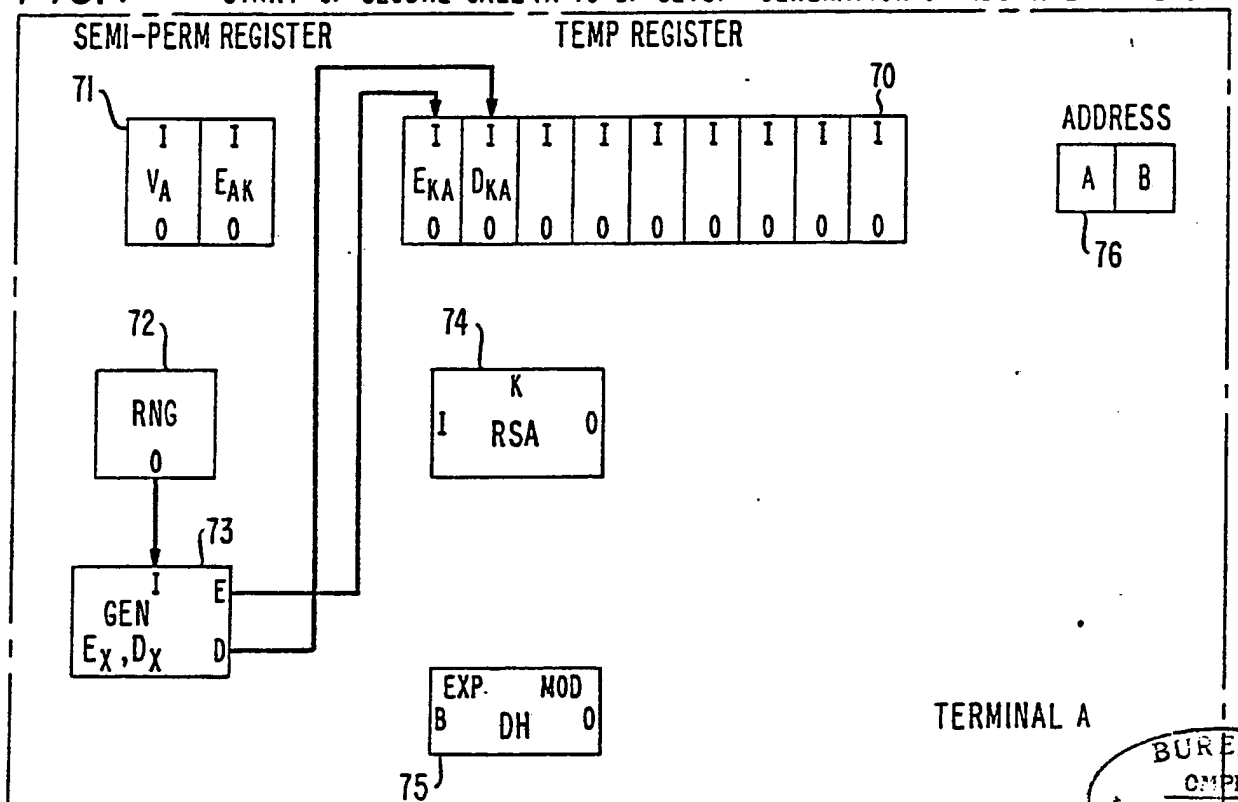 SEMI-PERM REGISTER TEMP REGISTER
71 70
ADDRESS
I I I I I I I I I I I
V_A E_AK E_KA D_KA A B
0 0 0 0 0 0 0 0 0 0 0
76
72 74
RNG K
I RSA 0
0
73
I E
GEN
E_X, D_X D
EXP. MOD
B DH 0
TERMINAL A
75